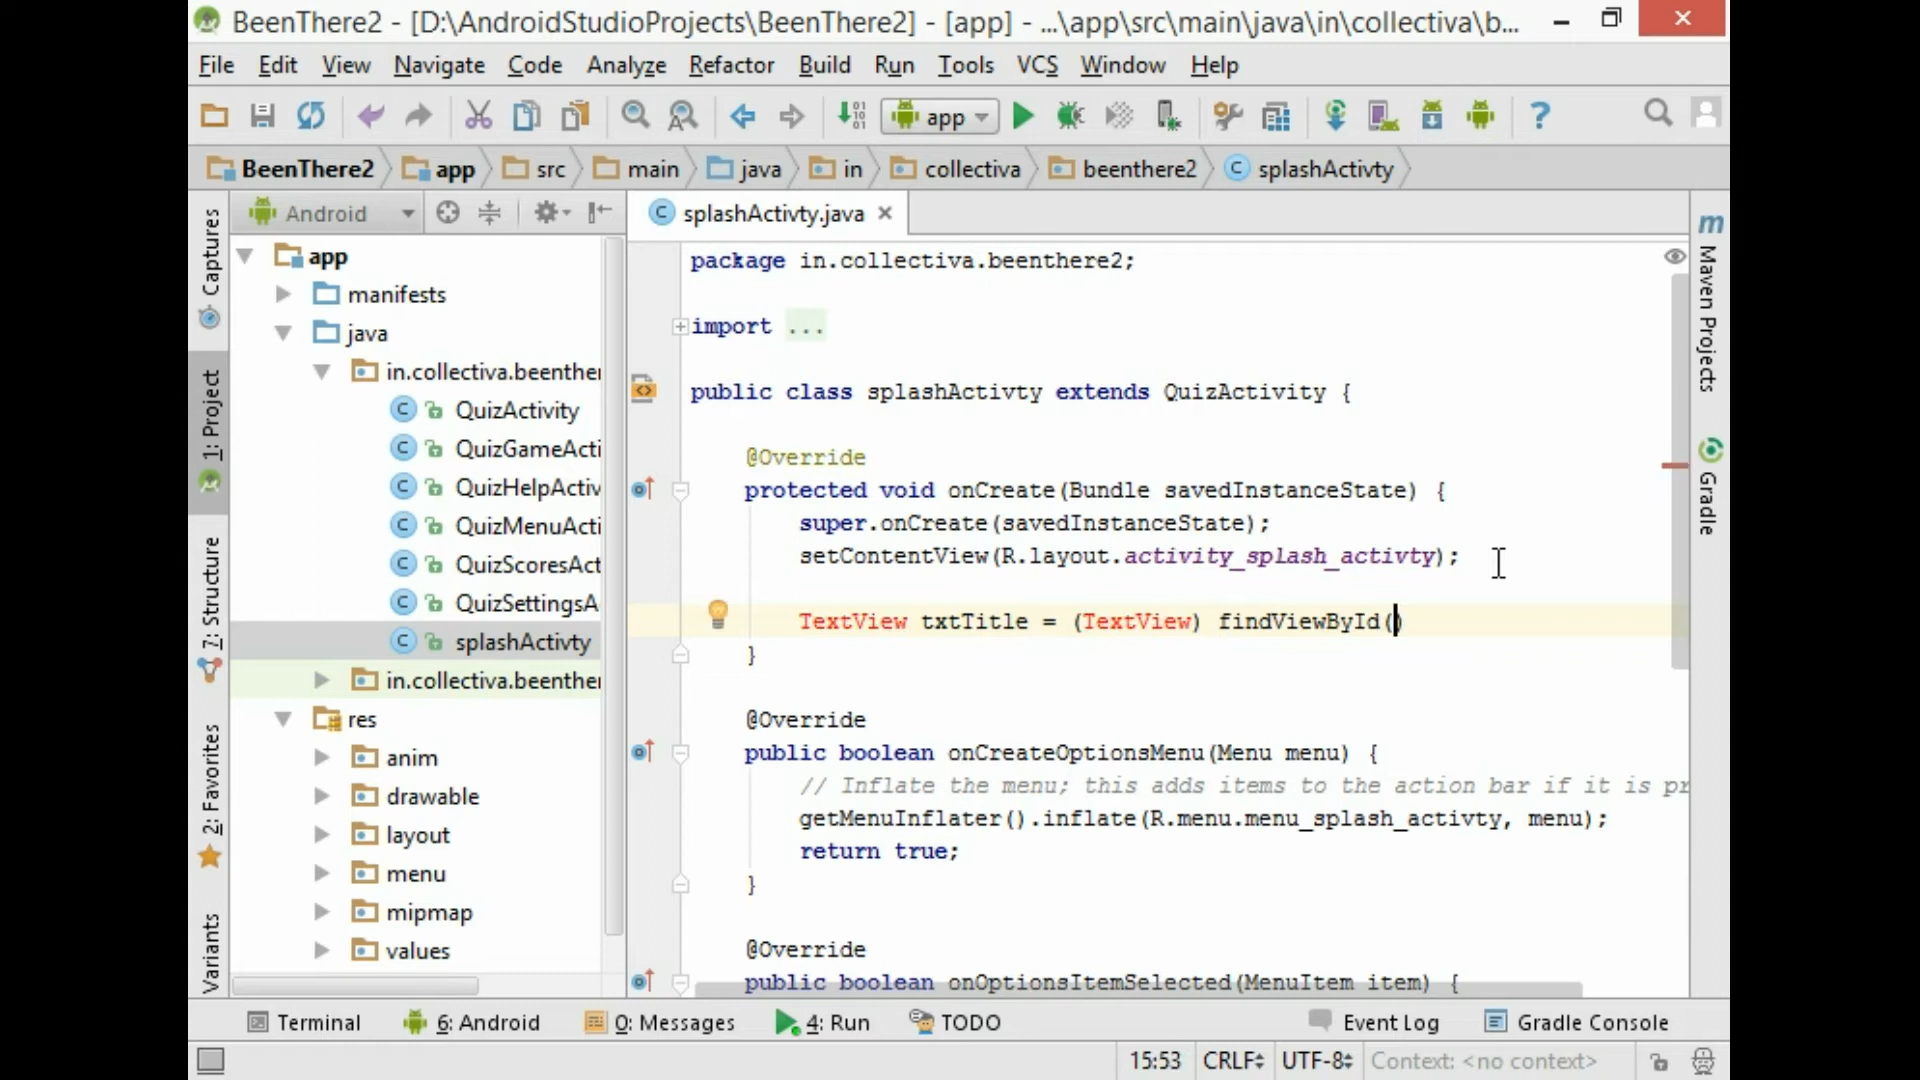 BeenThere2 - [D:\AndroidStudioProjects\BeenThere2] - [app] - ...\app\src\main\java\in\collectiva\b...
File Edit View Navigate Code Analyze Refactor Build Run Tools VCS Window Help
app
BeenThere2 app src main java in collectiva beenthere2 splashActivty
Captures
1: Project
7: Structure
2: Favorites
Variants
Android
app
manifests
java
in.collectiva.beenthe
QuizActivity
QuizGameActi
QuizHelpActiv
QuizMenuActi
QuizScoresAct
QuizSettingsA
splashActivty
in.collectiva.beenthe
res
anim
drawable
layout
menu
mipmap
values
splashActivty.java
package in.collectiva.beenthere2;
import ...
public class splashActivty extends QuizActivity {
@Override
protected void onCreate(Bundle savedInstanceState) {
super.onCreate(savedInstanceState);
setContentView(R.layout.activity_splash_activty);
TextView txtTitle = (TextView) findViewById()
}
@Override
public boolean onCreateOptionsMenu(Menu menu) {
// Inflate the menu; this adds items to the action bar if it is pr
getMenuInflater().inflate(R.menu.menu_splash_activty, menu);
return true;
}
@Override
public boolean onOptionsItemSelected(MenuItem item) {
m
Maven Projects
Gradle
Terminal 6: Android 0: Messages 4: Run TODO Event Log Gradle Console
15:53 CRLF UTF-8 Context: <no context>